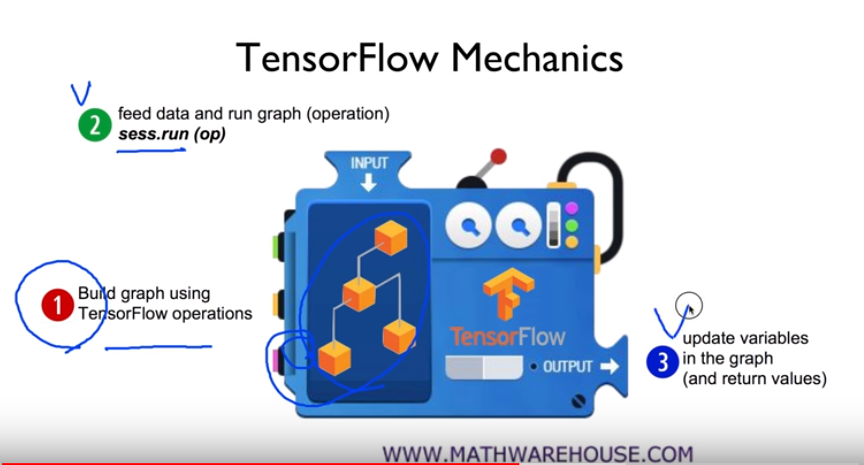 TensorFlow Mechanics
2
feed data and run graph (operation)
sess.run (op)
INPUT
1
Build graph using
TensorFlow operations
TensorFlow
OUTPUT
3
update variables
in the graph
(and return values)
WWW.MATHWAREHOUSE.COM